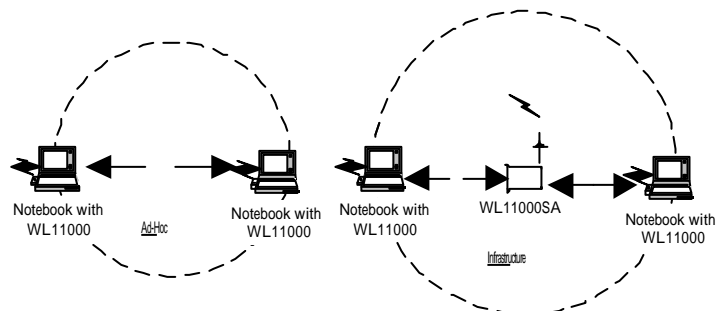 Notebook with
WL11000
Ad-Hoc
Notebook with
WL11000
Notebook with
WL11000
WL11000SA
Infrastructure
Notebook with
WL11000